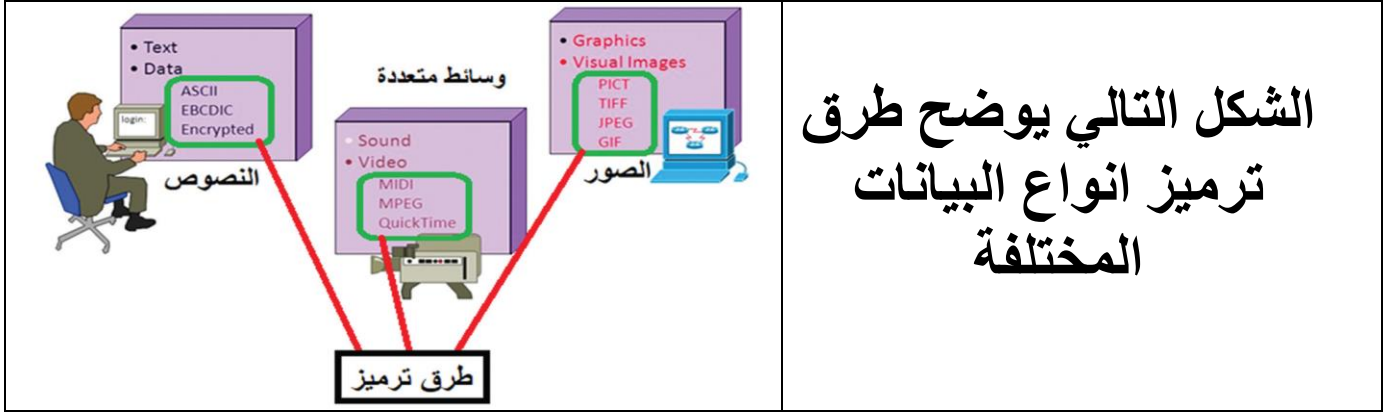 الشكل التالي يوضح طرق
ترميز انواع البيانات
المختلفة
• Text
• Data
ASCII
EBCDIC
Encrypted
login:
النصوص
وسائط متعددة
Sound
• Video
MIDI
MPEG
QuickTime
• Graphics
• Visual Images
PICT
TIFF
JPEG
GIF
الصور
طرق ترميز